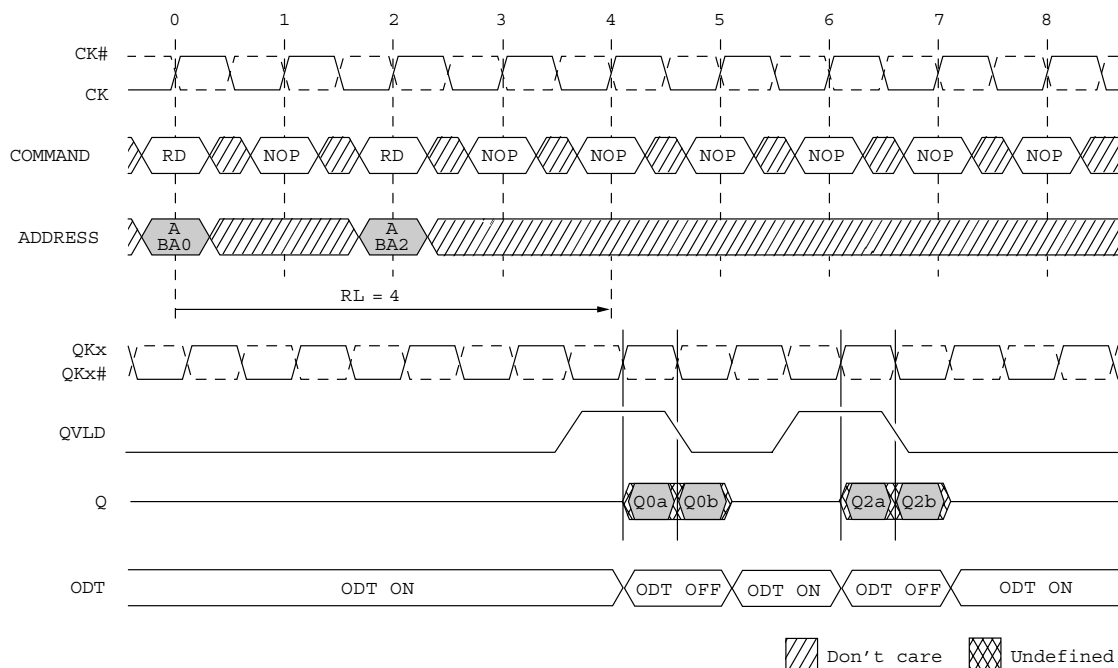 0 1 2 3 4 5 6 7 8
CK#
CK
COMMAND RD NOP RD NOP NOP NOP NOP NOP NOP
ADDRESS A BA0 A BA2
RL = 4
QKx
QKx#
QVLD
Q Q0a Q0b Q2a Q2b
ODT ODT ON ODT OFF ODT ON ODT OFF ODT ON
Don't care Undefined